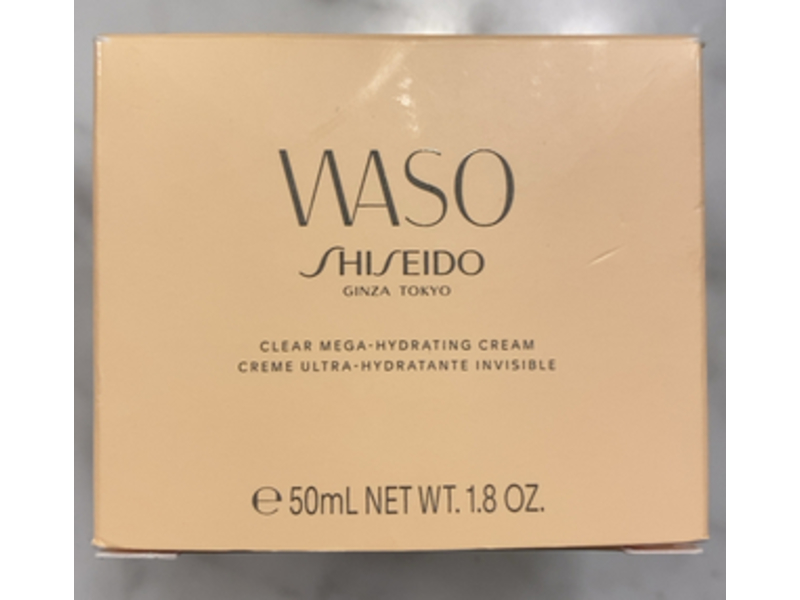 WASO
SHISEIDO
GINZA TOKYO
CLEAR MEGA-HYDRATING CREAM
CREME ULTRA-HYDRATANTE INVISIBLE
℮ 50mL NET WT. 1.8 OZ.